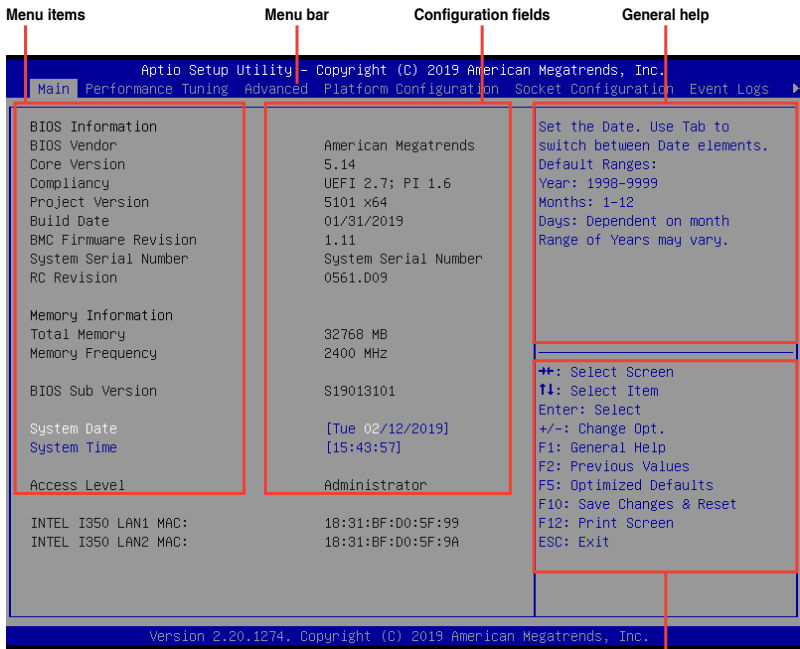 Menu items Menu bar Configuration fields General help
Aptio Setup Utility – Copyright (C) 2019 American Megatrends, Inc.
Main Performance Tuning Advanced Platform Configuration Socket Configuration Event Logs
BIOS Information
BIOS Vendor American Megatrends
Core Version 5.14
Compliancy UEFI 2.7; PI 1.6
Project Version 5101 x64
Build Date 01/31/2019
BMC Firmware Revision 1.11
System Serial Number System Serial Number
RC Revision 0561.D09
Memory Information
Total Memory 32768 MB
Memory Frequency 2400 MHz
BIOS Sub Version S19013101
System Date [Tue 02/12/2019]
System Time [15:43:57]
Access Level Administrator
INTEL I350 LAN1 MAC: 18:31:BF:D0:5F:99
INTEL I350 LAN2 MAC: 18:31:BF:D0:5F:9A
Set the Date. Use Tab to
switch between Date elements.
Default Ranges:
Year: 1998-9999
Months: 1-12
Days: Dependent on month
Range of Years may vary.
→←: Select Screen
↑↓: Select Item
Enter: Select
+/-: Change Opt.
F1: General Help
F2: Previous Values
F5: Optimized Defaults
F10: Save Changes & Reset
F12: Print Screen
ESC: Exit
Version 2.20.1274. Copyright (C) 2019 American Megatrends, Inc.